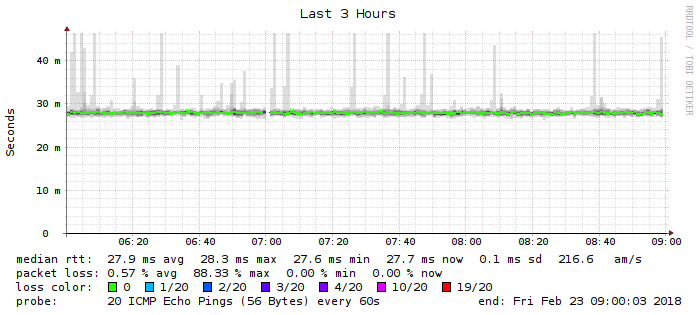 Last 3 Hours
RRDTOOL / TOBI OETIKER
Seconds
40 m
30 m
20 m
10 m
0
06:20 06:40 07:00 07:20 07:40 08:00 08:20 08:40 09:00
median rtt: 27.9 ms avg 28.3 ms max 27.6 ms min 27.7 ms now 0.1 ms sd 216.6 am/s
packet loss: 0.57 % avg 88.33 % max 0.00 % min 0.00 % now
loss color: 0 1/20 2/20 3/20 4/20 10/20 19/20
probe: 20 ICMP Echo Pings (56 Bytes) every 60s end: Fri Feb 23 09:00:03 2018